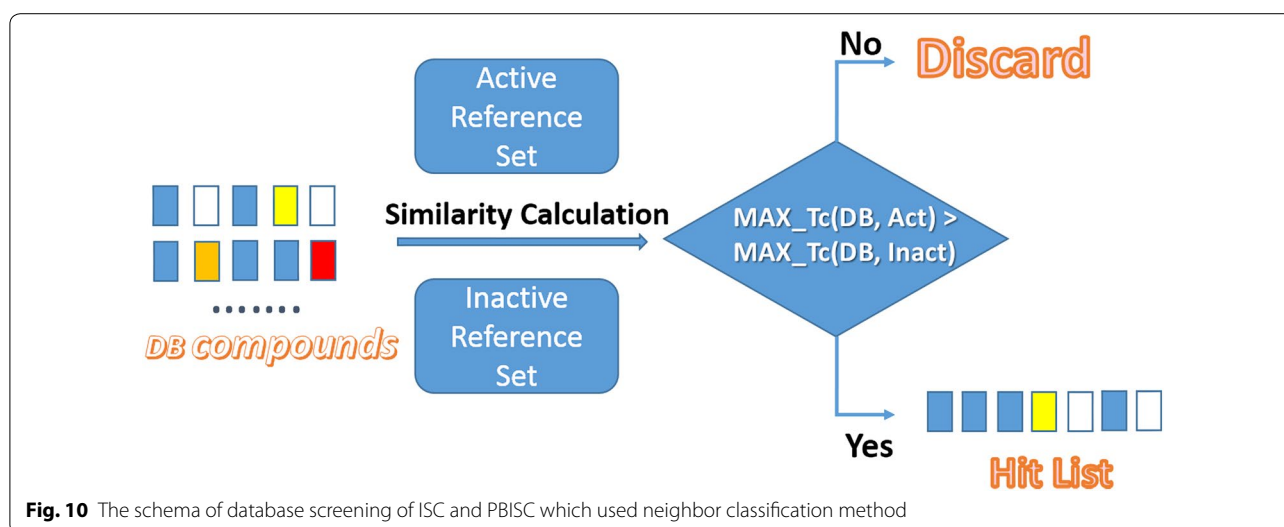 No
Discard
Active
Reference
Set
Similarity Calculation
MAX_Tc(DB, Act) >
MAX_Tc(DB, Inact)
.......
DB compounds
Inactive
Reference
Set
Yes
Hit List
Fig. 10 The schema of database screening of ISC and PBISC which used neighbor classification method